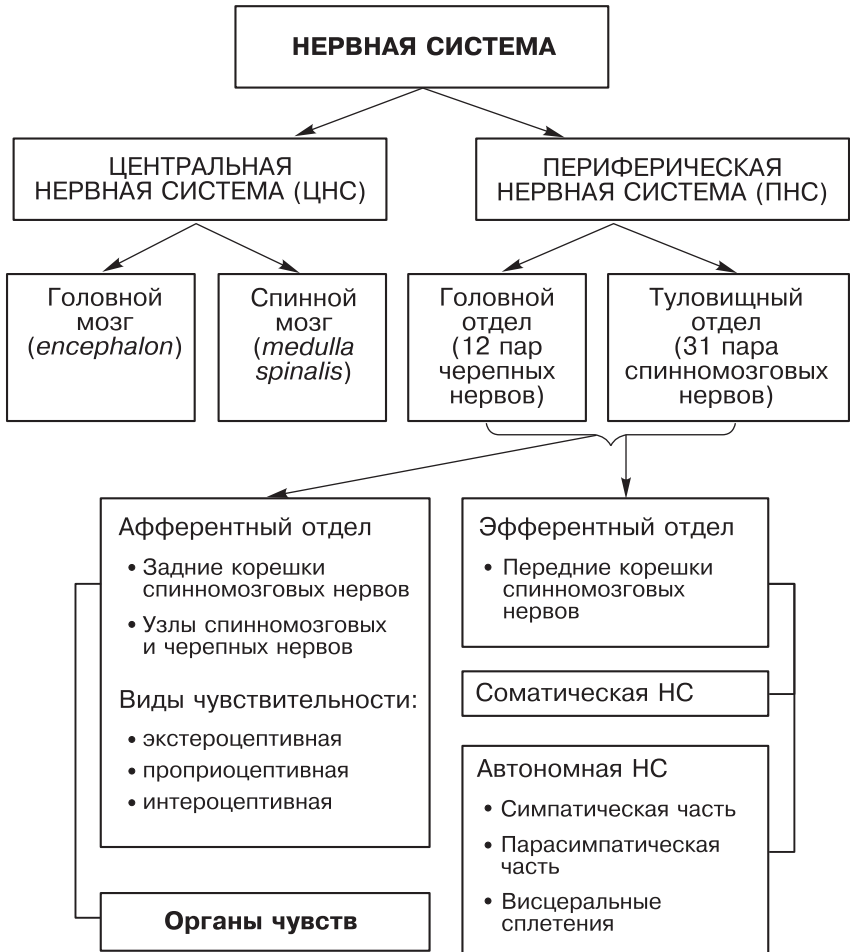 НЕРВНАЯ СИСТЕМА
ЦЕНТРАЛЬНАЯ
НЕРВНАЯ СИСТЕМА (ЦНС)
ПЕРИФЕРИЧЕСКАЯ
НЕРВНАЯ СИСТЕМА (ПНС)
Головной
мозг
(encephalon)
Спинной
мозг
(medulla
spinalis)
Головной
отдел
(12 пар
черепных
нервов)
Туловищный
отдел
(31 пара
спинномозговых
нервов)
Афферентный отдел
• Задние корешки
спинномозговых нервов
• Узлы спинномозговых
и черепных нервов
Виды чувствительности:
• экстероцептивная
• проприоцептивная
• интероцептивная
Органы чувств
Эфферентный отдел
• Передние корешки
спинномозговых
нервов
Соматическая НС
Автономная НС
• Симпатическая часть
• Парасимпатическая
часть
• Висцеральные
сплетения